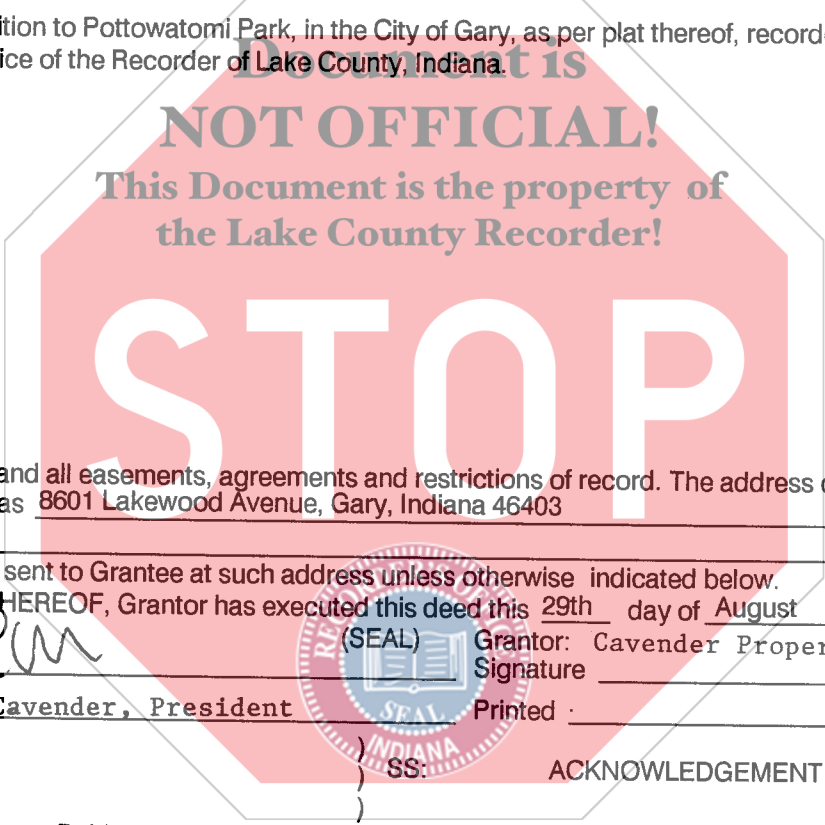 ition to Pottowatomi Park, in the City of Gary, as per plat thereof, record
ice of the Recorder of Lake County, Indiana.
Document is
NOT OFFICIAL!
This Document is the property of
the Lake County Recorder!
STOP
and all easements, agreements and restrictions of record. The address
as 8601 Lakewood Avenue, Gary, Indiana 46403
sent to Grantee at such address unless otherwise indicated below.
HEREOF, Grantor has executed this deed this 29th day of August
(SEAL) Grantor: Cavender Proper
Signature
Cavender, President Printed
RECORDER'S OFFICE
SEAL
INDIANA
) SS: ACKNOWLEDGEMENT
)
)